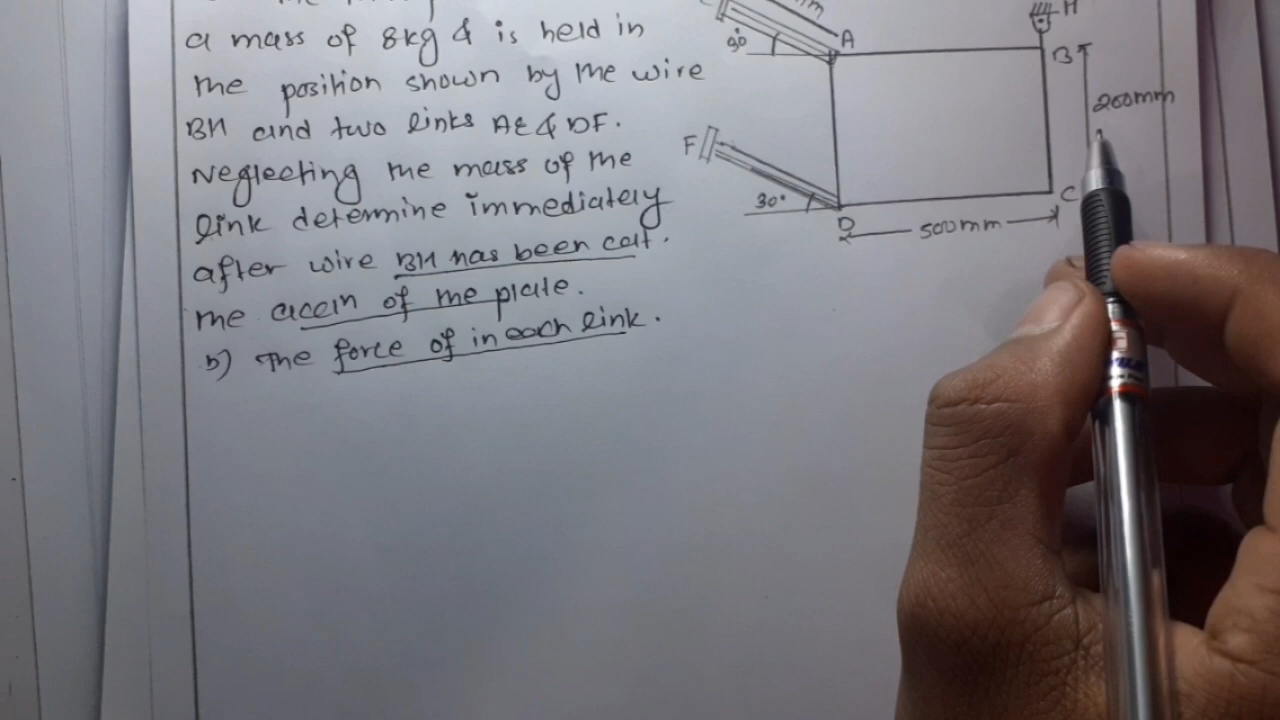 a mass of 8kg & is held in
the position shown by the wire
BH and two links AE & DF.
Neglecting the mass of the
link determine immediately
after wire BH has been cut.
the of the plate.
b) The force of in each link.
mm
30°
A
H
B
200mm
F
30°
D
C
500mm